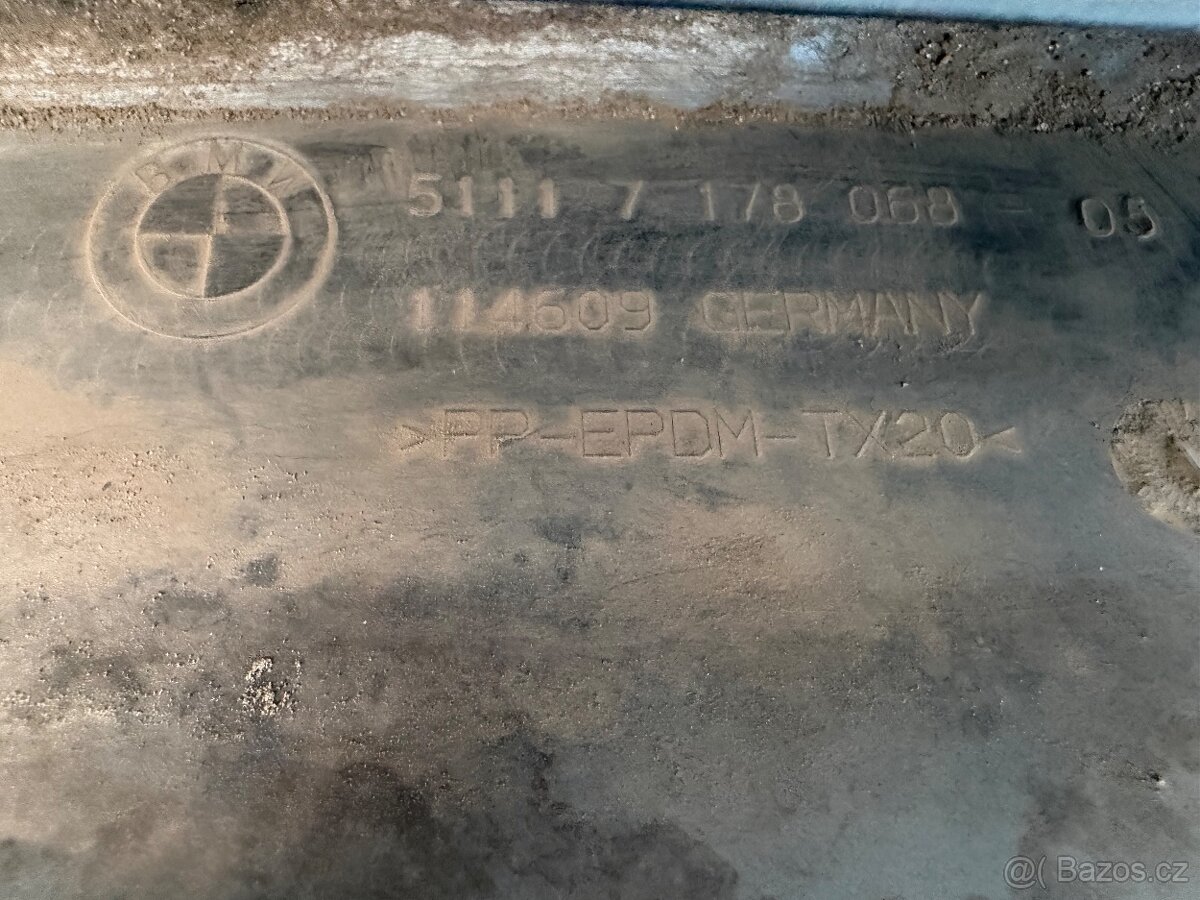 BMW
5111 7 178 068 - 05
114609 GERMANY
>PP-EPDM-TX20<
@( Bazos.cz